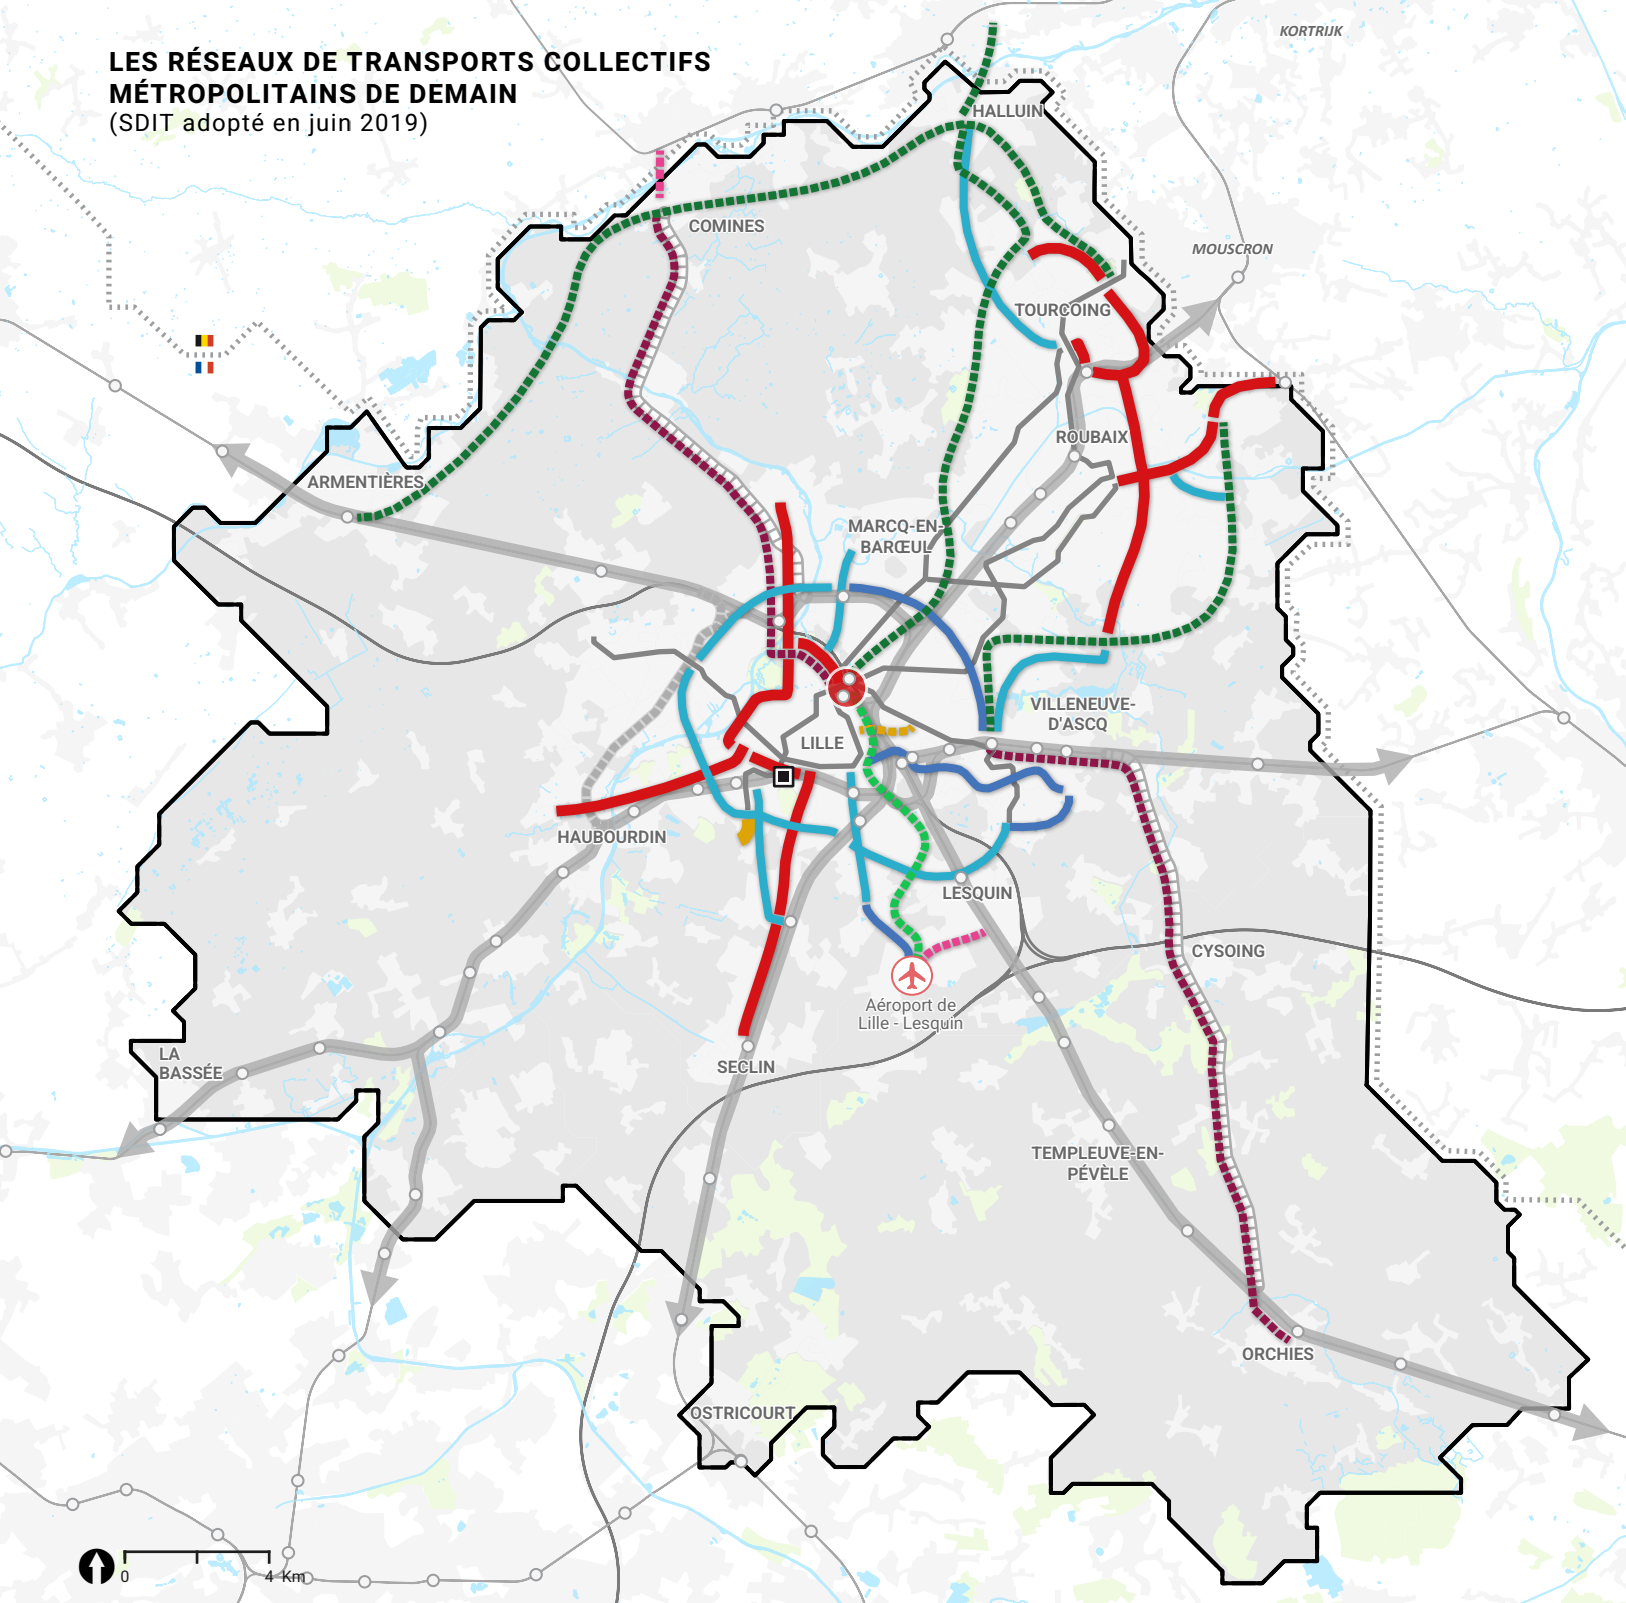 LES RÉSEAUX DE TRANSPORTS COLLECTIFS
MÉTROPOLITAINS DE DEMAIN
(SDIT adopté en juin 2019)
KORTRIJK
HALLUIN
COMINES
MOUSCRON
TOURCOING
ROUBAIX
ARMENTIÈRES
MARCQ-EN-
BARŒUL
VILLENEUVE-
D'ASCQ
LILLE
HAUBOURDIN
LESQUIN
CYSOING
Aéroport de
Lille - Lesquin
LA
BASSÉE
SECLIN
TEMPLEUVE-EN-
PÉVÈLE
ORCHIES
OSTRICOURT
0 4 Km